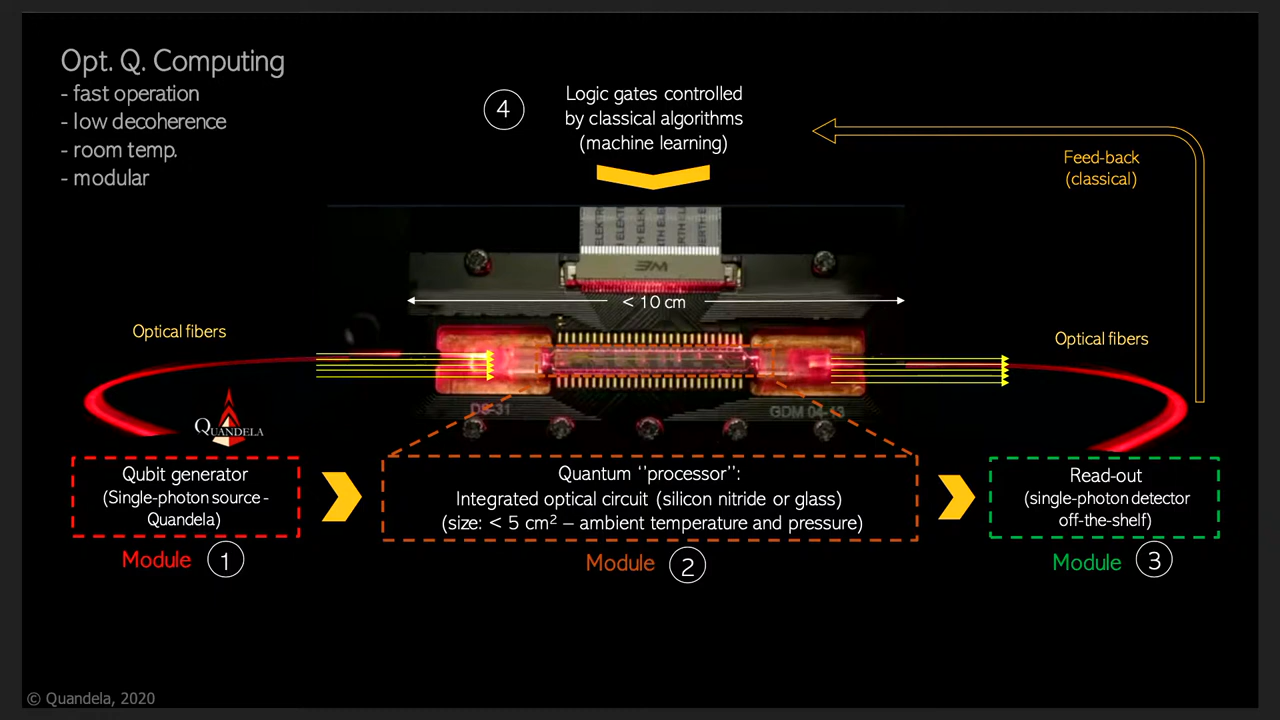 Opt. Q. Computing
- fast operation
- low decoherence
- room temp.
- modular
4
Logic gates controlled
by classical algorithms
(machine learning)
Feed-back
(classical)
< 10 cm
Optical fibers
Optical fibers
DS-31
GDM 04-13
QUANDELA
Qubit generator
(Single-photon source -
Quandela)
Module 1
Quantum ‘’processor’’:
Integrated optical circuit (silicon nitride or glass)
(size: < 5 cm² – ambient temperature and pressure)
Module 2
Read-out
(single-photon detector
off-the-shelf)
Module 3
© Quandela, 2020